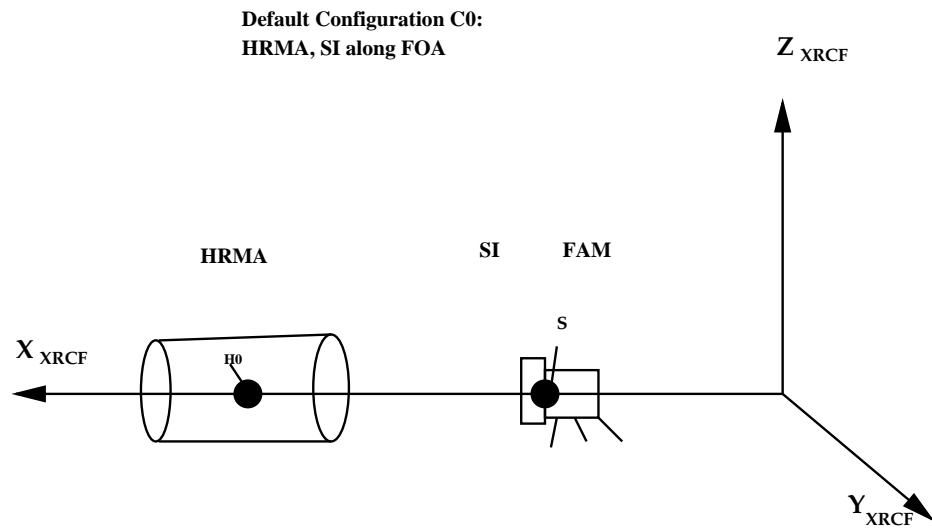 Default Configuration C0:
HRMA, SI along FOA
Z XRCF
HRMA
SI
FAM
S
X XRCF
H0
Y XRCF